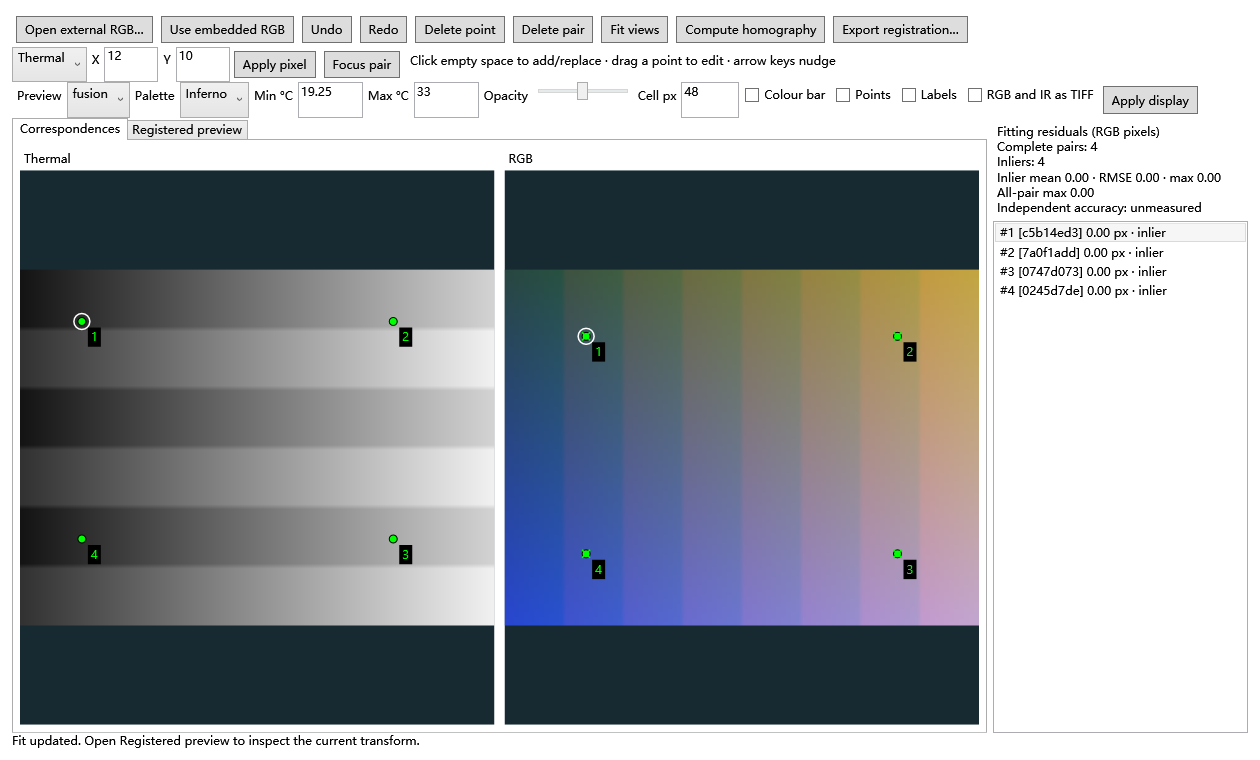 Open external RGB... Use embedded RGB Undo Redo Delete point Delete pair Fit views Compute homography Export registration...
Thermal X 12 Y 10 Apply pixel Focus pair Click empty space to add/replace · drag a point to edit · arrow keys nudge
Preview fusion Palette Inferno Min °C 19.25 Max °C 33 Opacity Cell px 48 Colour bar Points Labels RGB and IR as TIFF Apply display
Correspondences Registered preview
Thermal RGB
1 2 1 2
4 3 4 3
Fitting residuals (RGB pixels)
Complete pairs: 4
Inliers: 4
Inlier mean 0.00 · RMSE 0.00 · max 0.00
All-pair max 0.00
Independent accuracy: unmeasured
#1 [c5b14ed3] 0.00 px · inlier
#2 [7a0f1add] 0.00 px · inlier
#3 [0747d073] 0.00 px · inlier
#4 [0245d7de] 0.00 px · inlier
Fit updated. Open Registered preview to inspect the current transform.